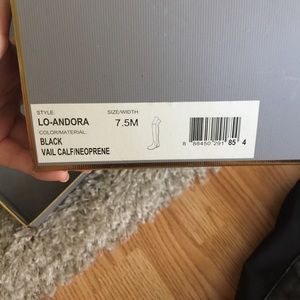 STYLE SIZE/WIDTH
LO-ANDORA 7.5M
COLOR/MATERIAL:
BLACK
VAIL CALF/NEOPRENE
8 88450 291 85 4